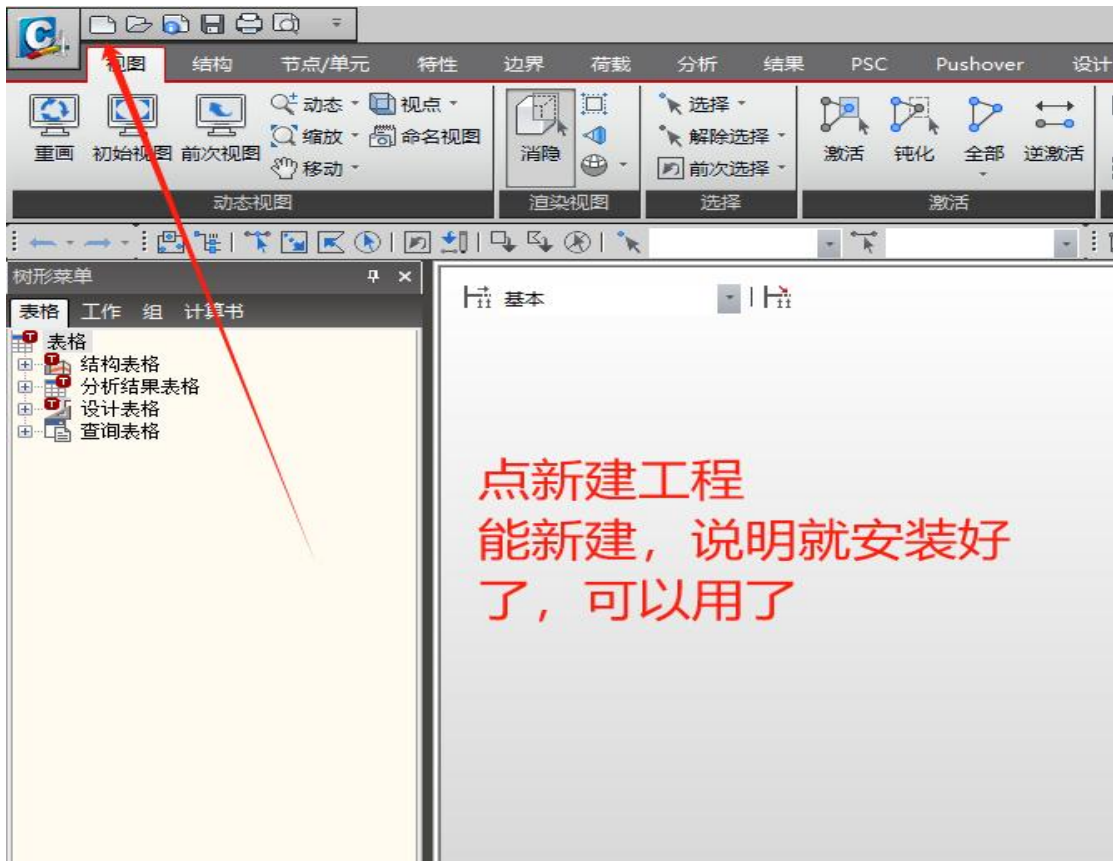 视图 结构 节点/单元 特性 边界 荷载 分析 结果 PSC Pushover 设计
重画 初始视图 前次视图 动态 视点
缩放 命名视图
移动
消隐
选择
解除选择
前次选择
激活 钝化 全部 逆激活
动态视图 渲染视图 选择 激活
树形菜单
表格 工作 组 计算书
表格
结构表格
分析结果表格
设计表格
查询表格
基本
点新建工程
能新建，说明就安装好
了，可以用了